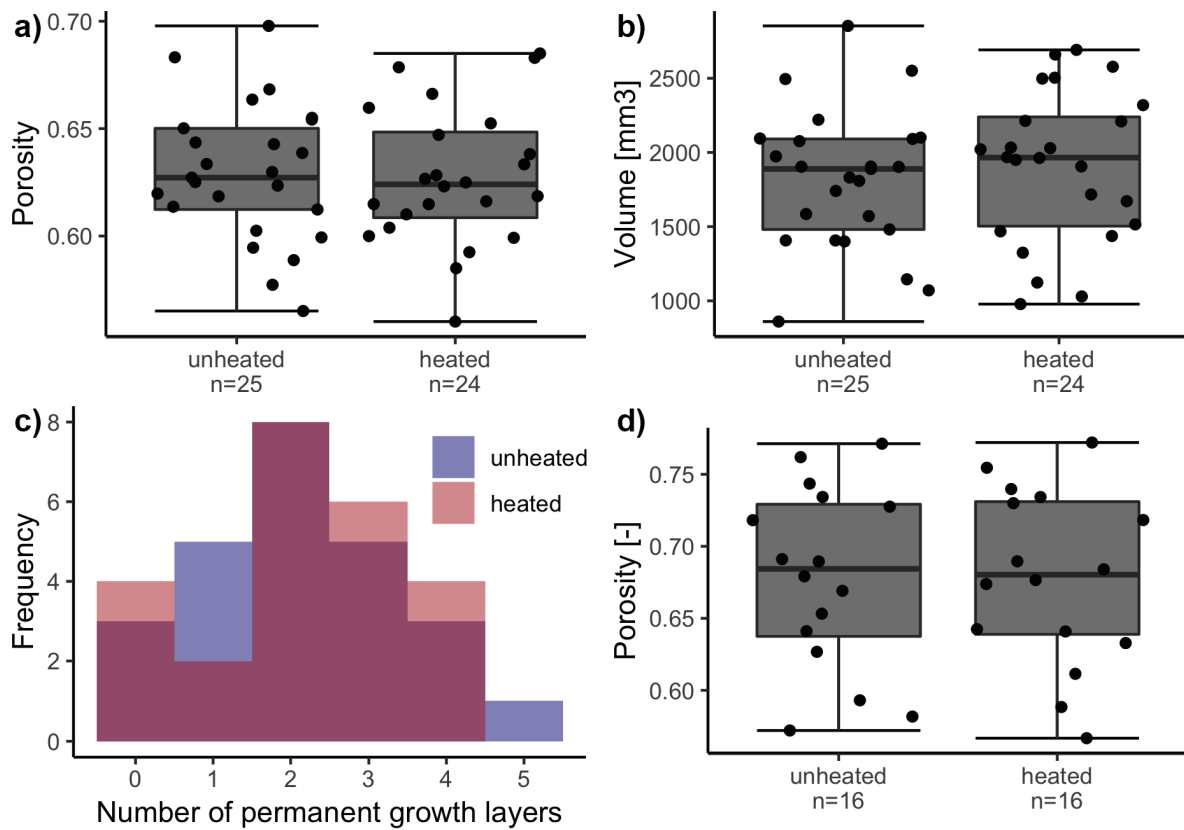 a)
Porosity
0.70
0.65
0.60
unheated
n=25
heated
n=24
b)
Volume [mm3]
2500
2000
1500
1000
unheated
n=25
heated
n=24
c)
Frequency
8
6
4
2
0
unheated
heated
0 1 2 3 4 5
Number of permanent growth layers
d)
Porosity [-]
0.75
0.70
0.65
0.60
unheated
n=16
heated
n=16